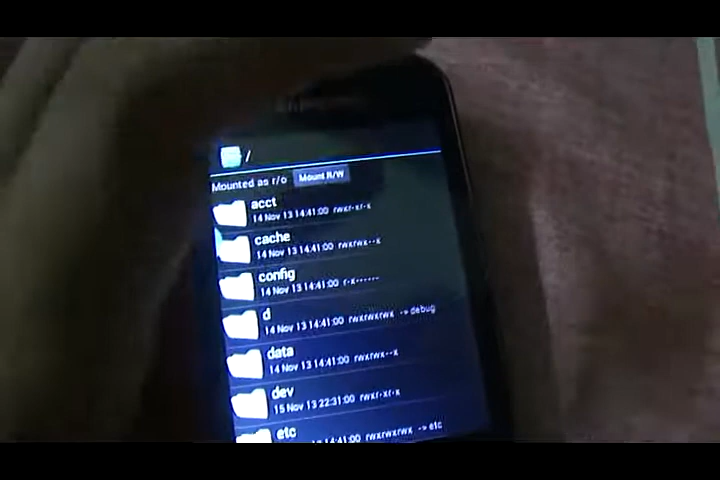 /
Mounted as r/o Mount R/W
acct
14 Nov 13 14:41:00 rwxr-xr-x
cache
14 Nov 13 14:41:00 rwxrwx--x
config
14 Nov 13 14:41:00 r-x------
d
14 Nov 13 14:41:00 rwxrwxrwx -> debug
data
14 Nov 13 14:41:00 rwxrwx--x
dev
15 Nov 13 22:31:00 rwxr-xr-x
etc
14:41:00 rwxrwxrwx -> etc